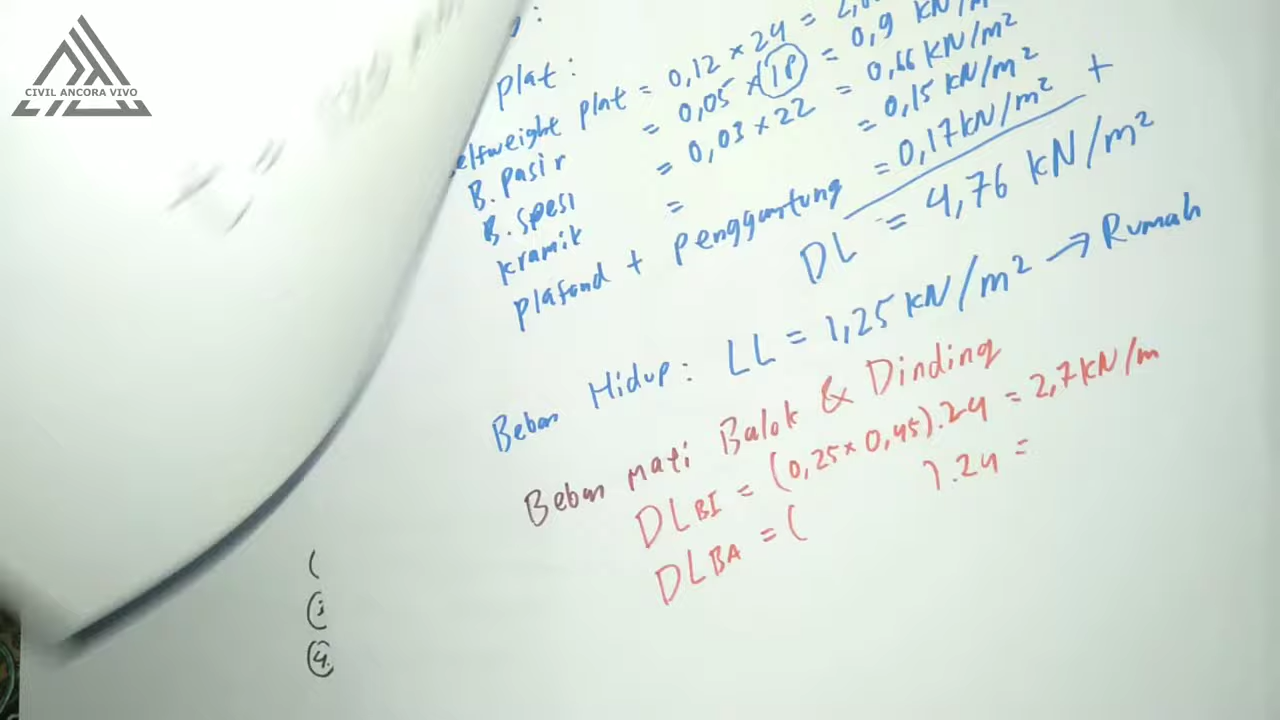 CIVIL ANCORA VIVO
plat:
elfweight plat = 0,12 × 24 =
B. Pasir = 0,05 × 18 = 0,9 KN/m
B. Spesi = 0,03 × 22 = 0,66 KN/m²
kramik = = 0,15 kN/m²
plafond + penggantung = 0,17 kN/m² +
DL = 4,76 kN/m²
Beban Hidup: LL = 1,25 kN/m² → Rumah
Beban mati Balok & Dinding
DLBI = (0,25 × 0,45).24 = 2,7 kN/m
DLBA = ( ).24 =